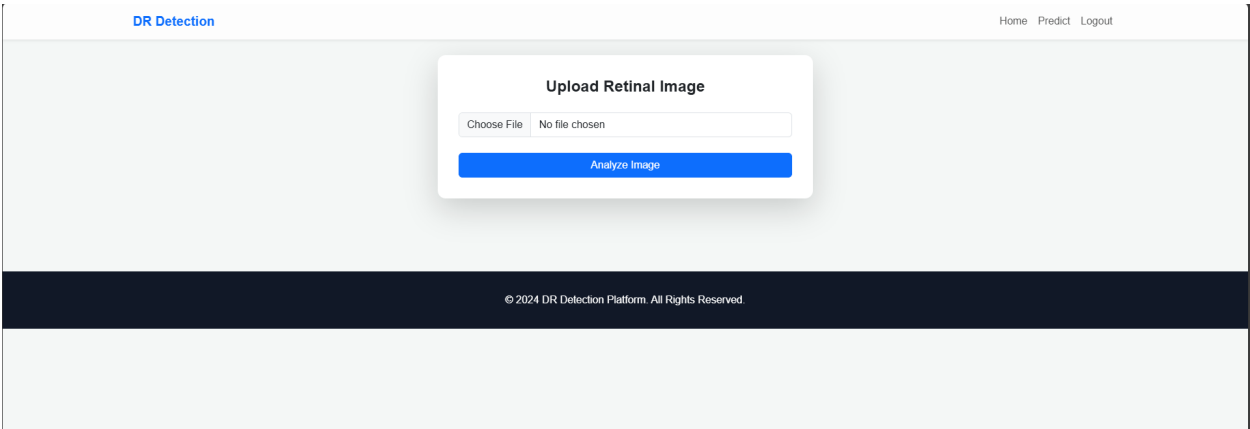 DR Detection
Home Predict Logout
Upload Retinal Image
Choose File No file chosen
Analyze Image
© 2024 DR Detection Platform. All Rights Reserved.